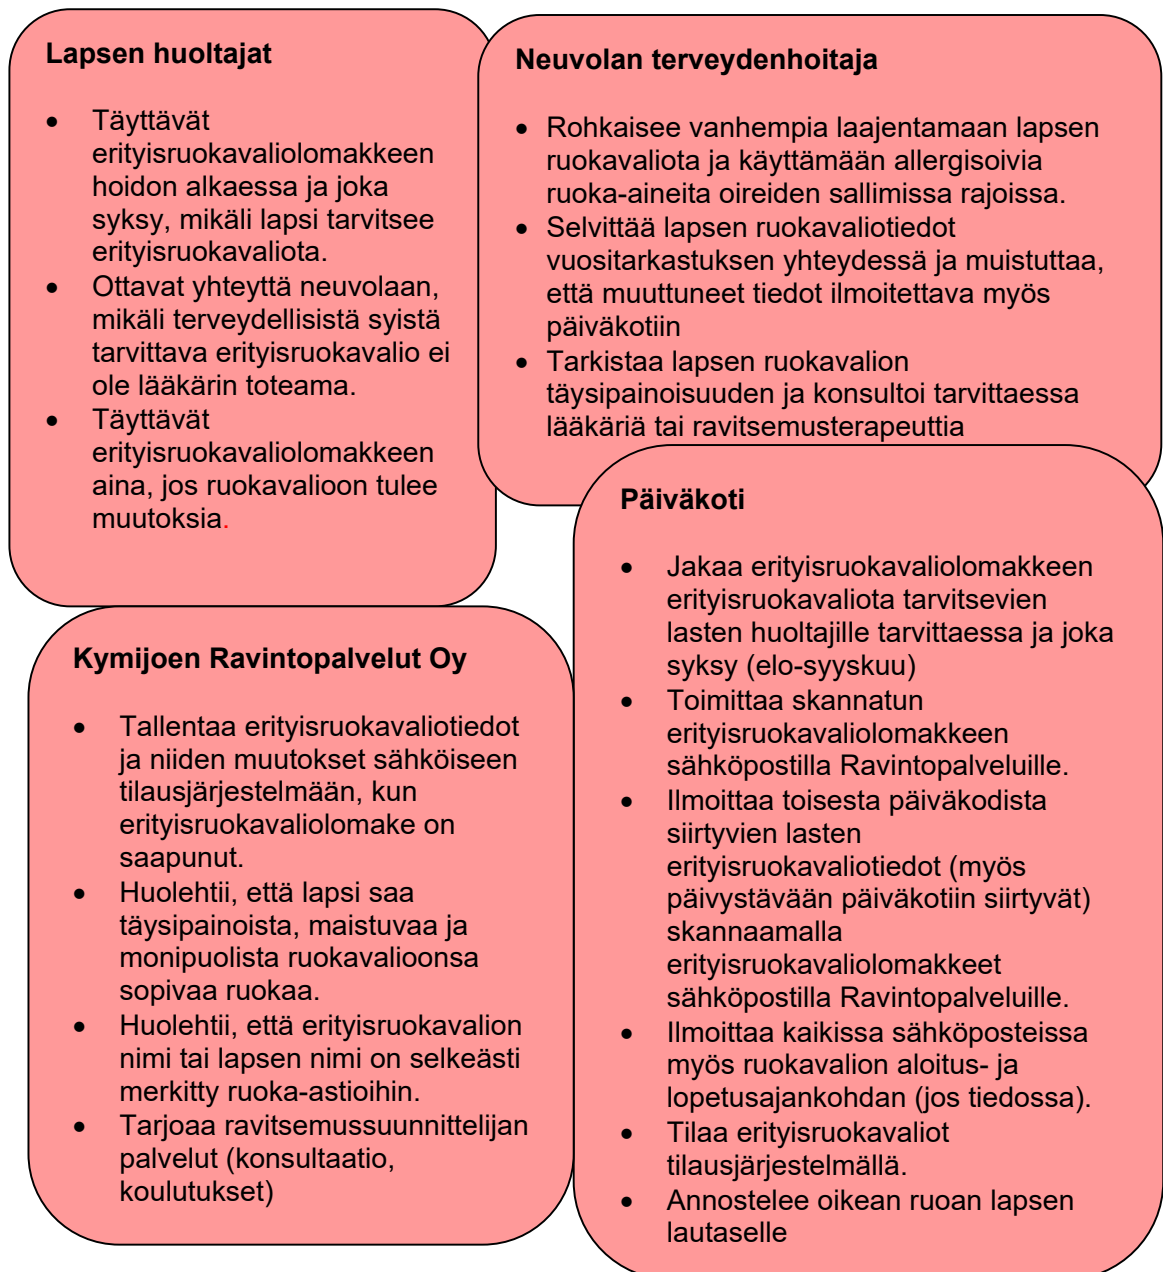 Lapsen huoltajat
• Täyttävät
erityisruokavaliolomakkeen
hoidon alkaessa ja joka
syksy, mikäli lapsi tarvitsee
erityisruokavaliota.
• Ottavat yhteyttä neuvolaan,
mikäli terveydellisistä syistä
tarvittava erityisruokavalio ei
ole lääkärin toteama.
• Täyttävät
erityisruokavaliolomakkeen
aina, jos ruokavalioon tulee
muutoksia.
Neuvolan terveydenhoitaja
• Rohkaisee vanhempia laajentamaan lapsen
ruokavaliota ja käyttämään allergisoivia
ruoka-aineita oireiden sallimissa rajoissa.
• Selvittää lapsen ruokavaliotiedot
vuositarkastuksen yhteydessä ja muistuttaa,
että muuttuneet tiedot ilmoitettava myös
päiväkotiin
• Tarkistaa lapsen ruokavalion
täysipainoisuuden ja konsultoi tarvittaessa
lääkäriä tai ravitsemusterapeuttia
Kymijoen Ravintopalvelut Oy
• Tallentaa erityisruokavaliotiedot
ja niiden muutokset sähköiseen
tilausjärjestelmään, kun
erityisruokavaliolomake on
saapunut.
• Huolehtii, että lapsi saa
täysipainoista, maistuvaa ja
monipuolista ruokavalioonsa
sopivaa ruokaa.
• Huolehtii, että erityisruokavalion
nimi tai lapsen nimi on selkeästi
merkitty ruoka-astioihin.
• Tarjoaa ravitsemussuunnittelijan
palvelut (konsultaatio,
koulutukset)
Päiväkoti
• Jakaa erityisruokavaliolomakkeen
erityisruokavaliota tarvitsevien
lasten huoltajille tarvittaessa ja joka
syksy (elo-syyskuu)
• Toimittaa skannatun
erityisruokavaliolomakkeen
sähköpostilla Ravintopalveluille.
• Ilmoittaa toisesta päiväkodista
siirtyvien lasten
erityisruokavaliotiedot (myös
päivystävään päiväkotiin siirtyvät)
skannaamalla
erityisruokavaliolomakkeet
sähköpostilla Ravintopalveluille.
• Ilmoittaa kaikissa sähköposteissa
myös ruokavalion aloitus- ja
lopetusajankohdan (jos tiedossa).
• Tilaa erityisruokavaliot
tilausjärjestelmällä.
• Annostelee oikean ruoan lapsen
lautaselle